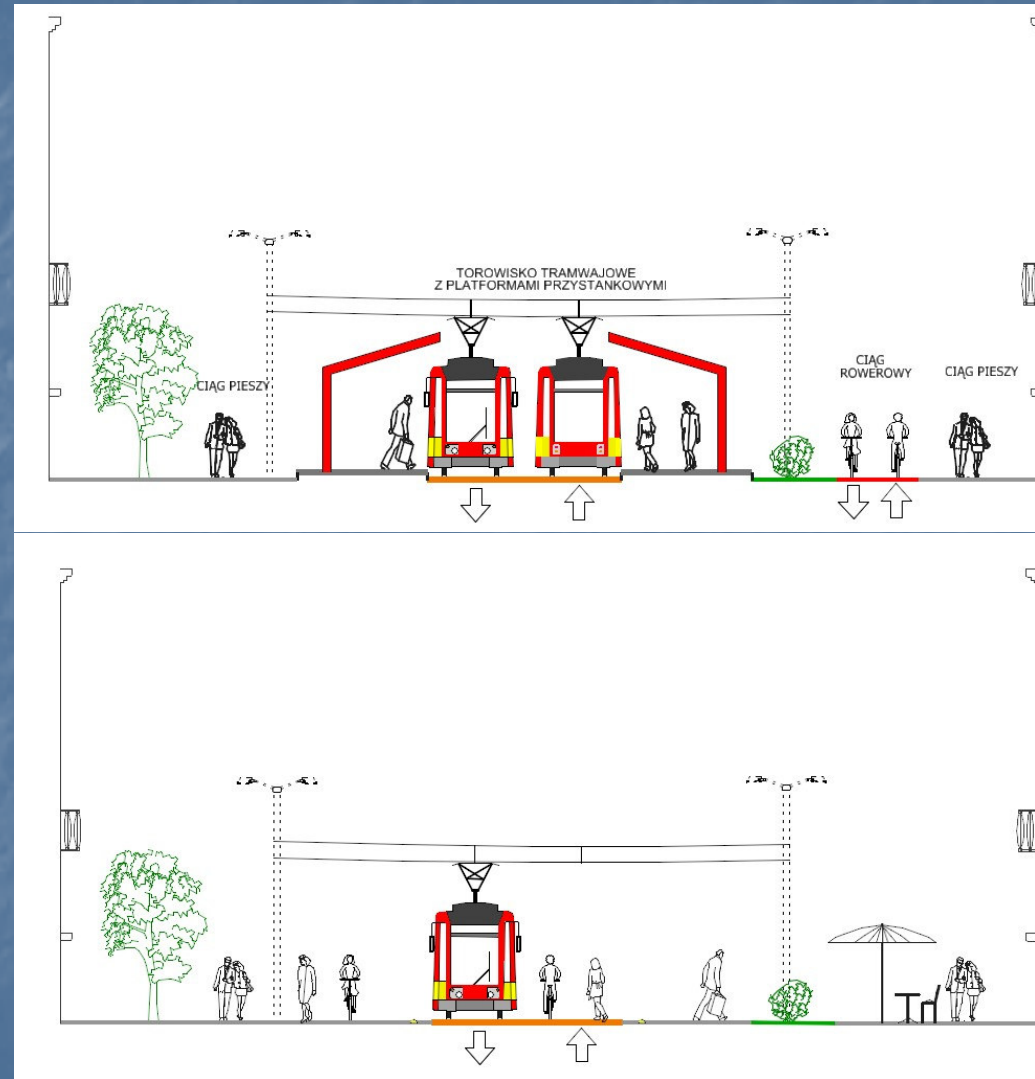 TOROWISKO TRAMWAJOWE
Z PLATFORMAMI PRZYSTANKOWYMI
CIĄG PIESZY
CIĄG
ROWEROWY
CIĄG PIESZY